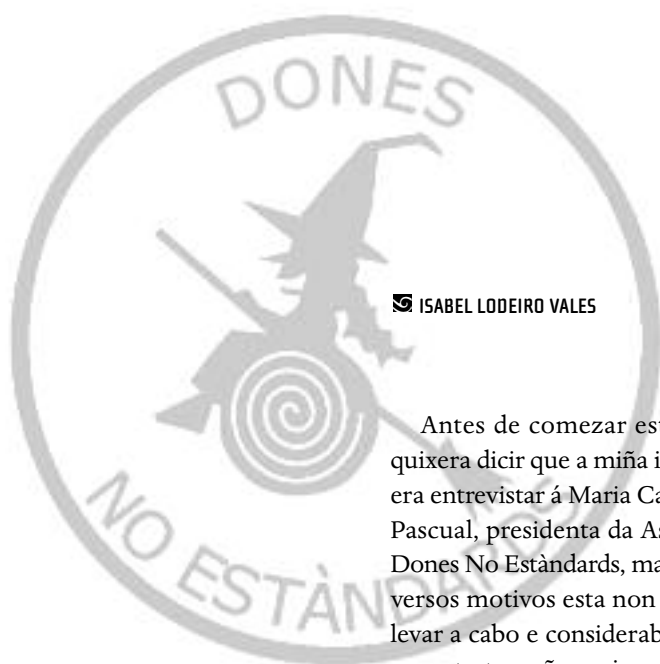 DONES
ISABEL LODEIRO VALES
Antes de comezar
quixera dicir que a miña
era entrevistar á Maria
Pascual, presidenta da
Dones No Estàndards,
versos motivos esta non
levar a cabo e
NO ESTÀNDARDS